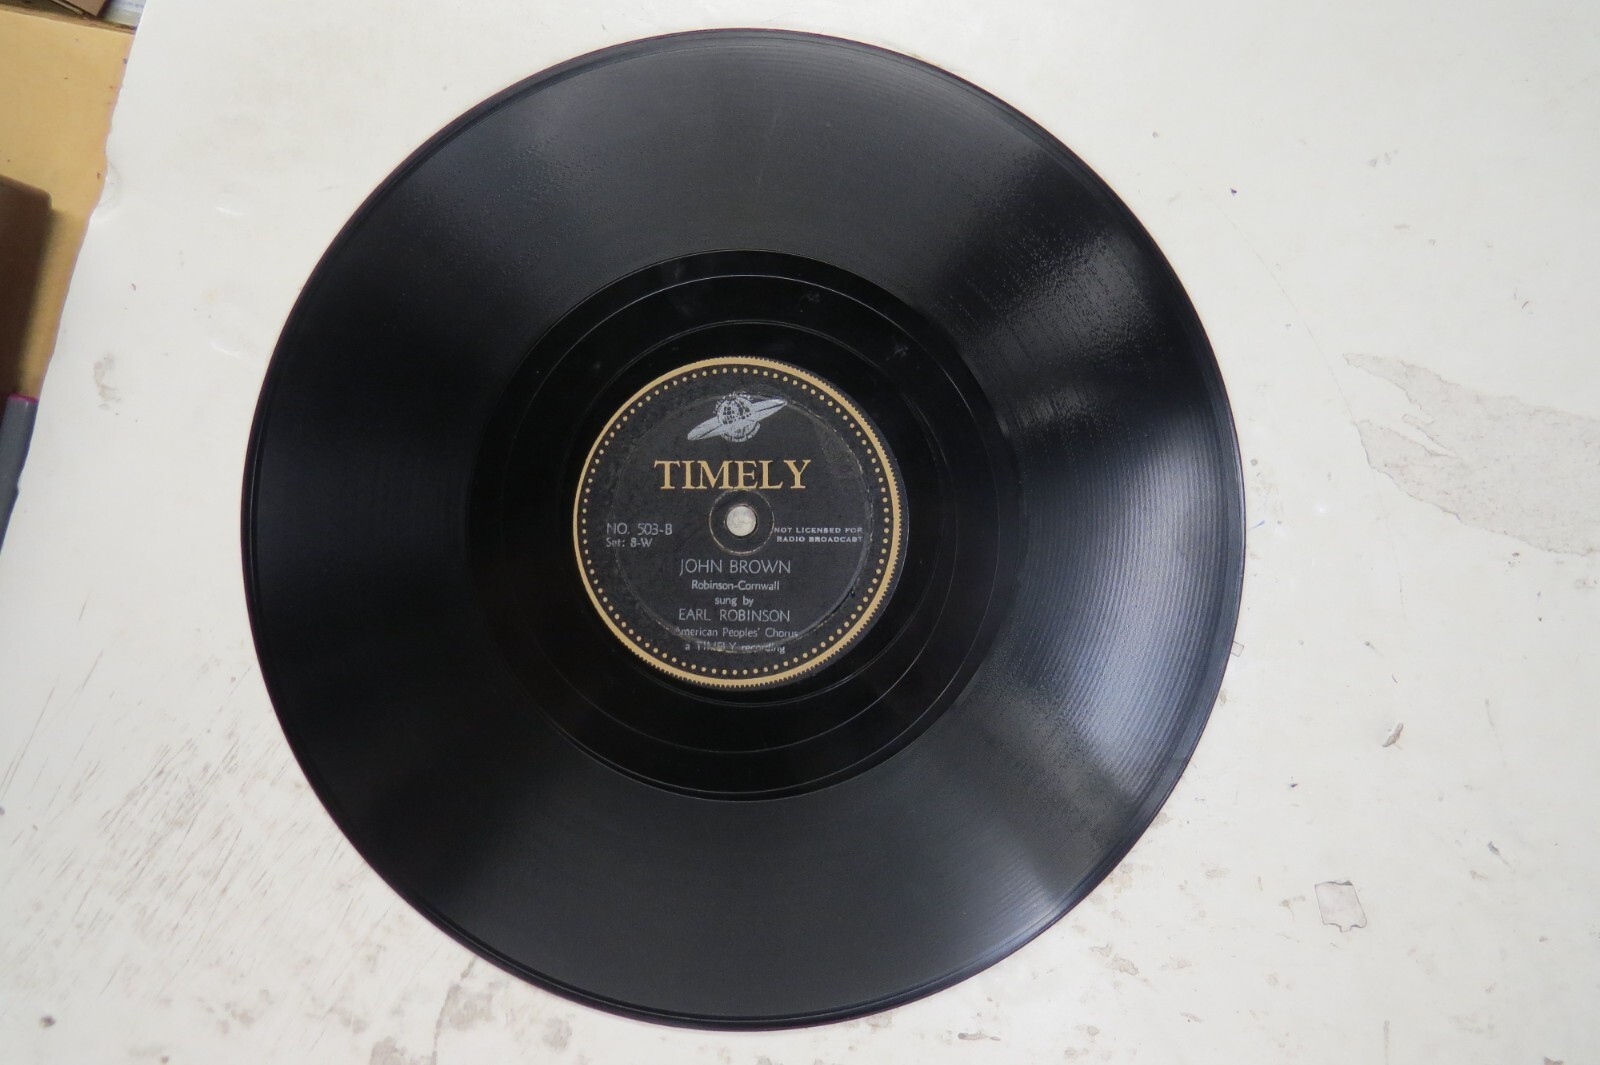 TIMELY
NO. 503-B
Set: 8-W
NOT LICENSED FOR
RADIO BROADCAST
JOHN BROWN
Robinson-Cornwall
sung by
EARL ROBINSON
American Peoples' Chorus
a TIMELY recording